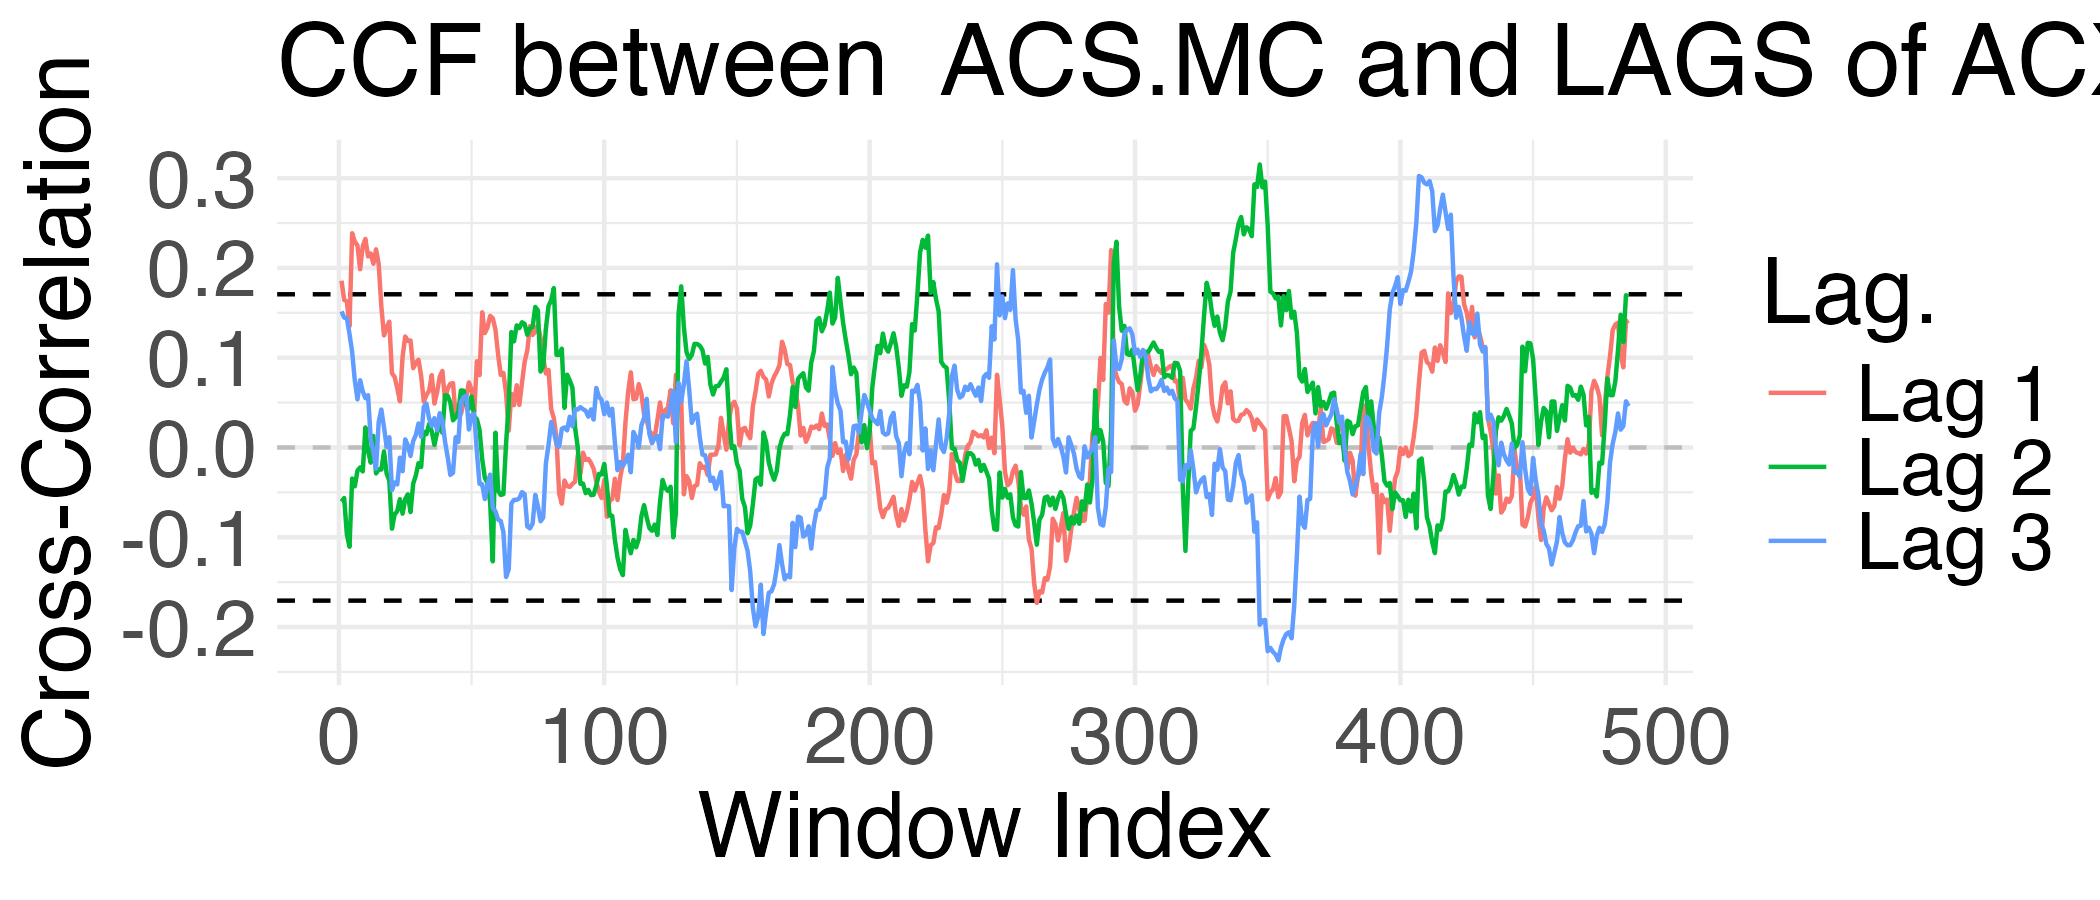 CCF between ACS.MC and LAGS of
Cross-Correlation
0.3
0.2
0.1
0.0
-0.1
-0.2
0 100 200 300 400 500
Window Index
Lag.
Lag 1
Lag 2
Lag 3